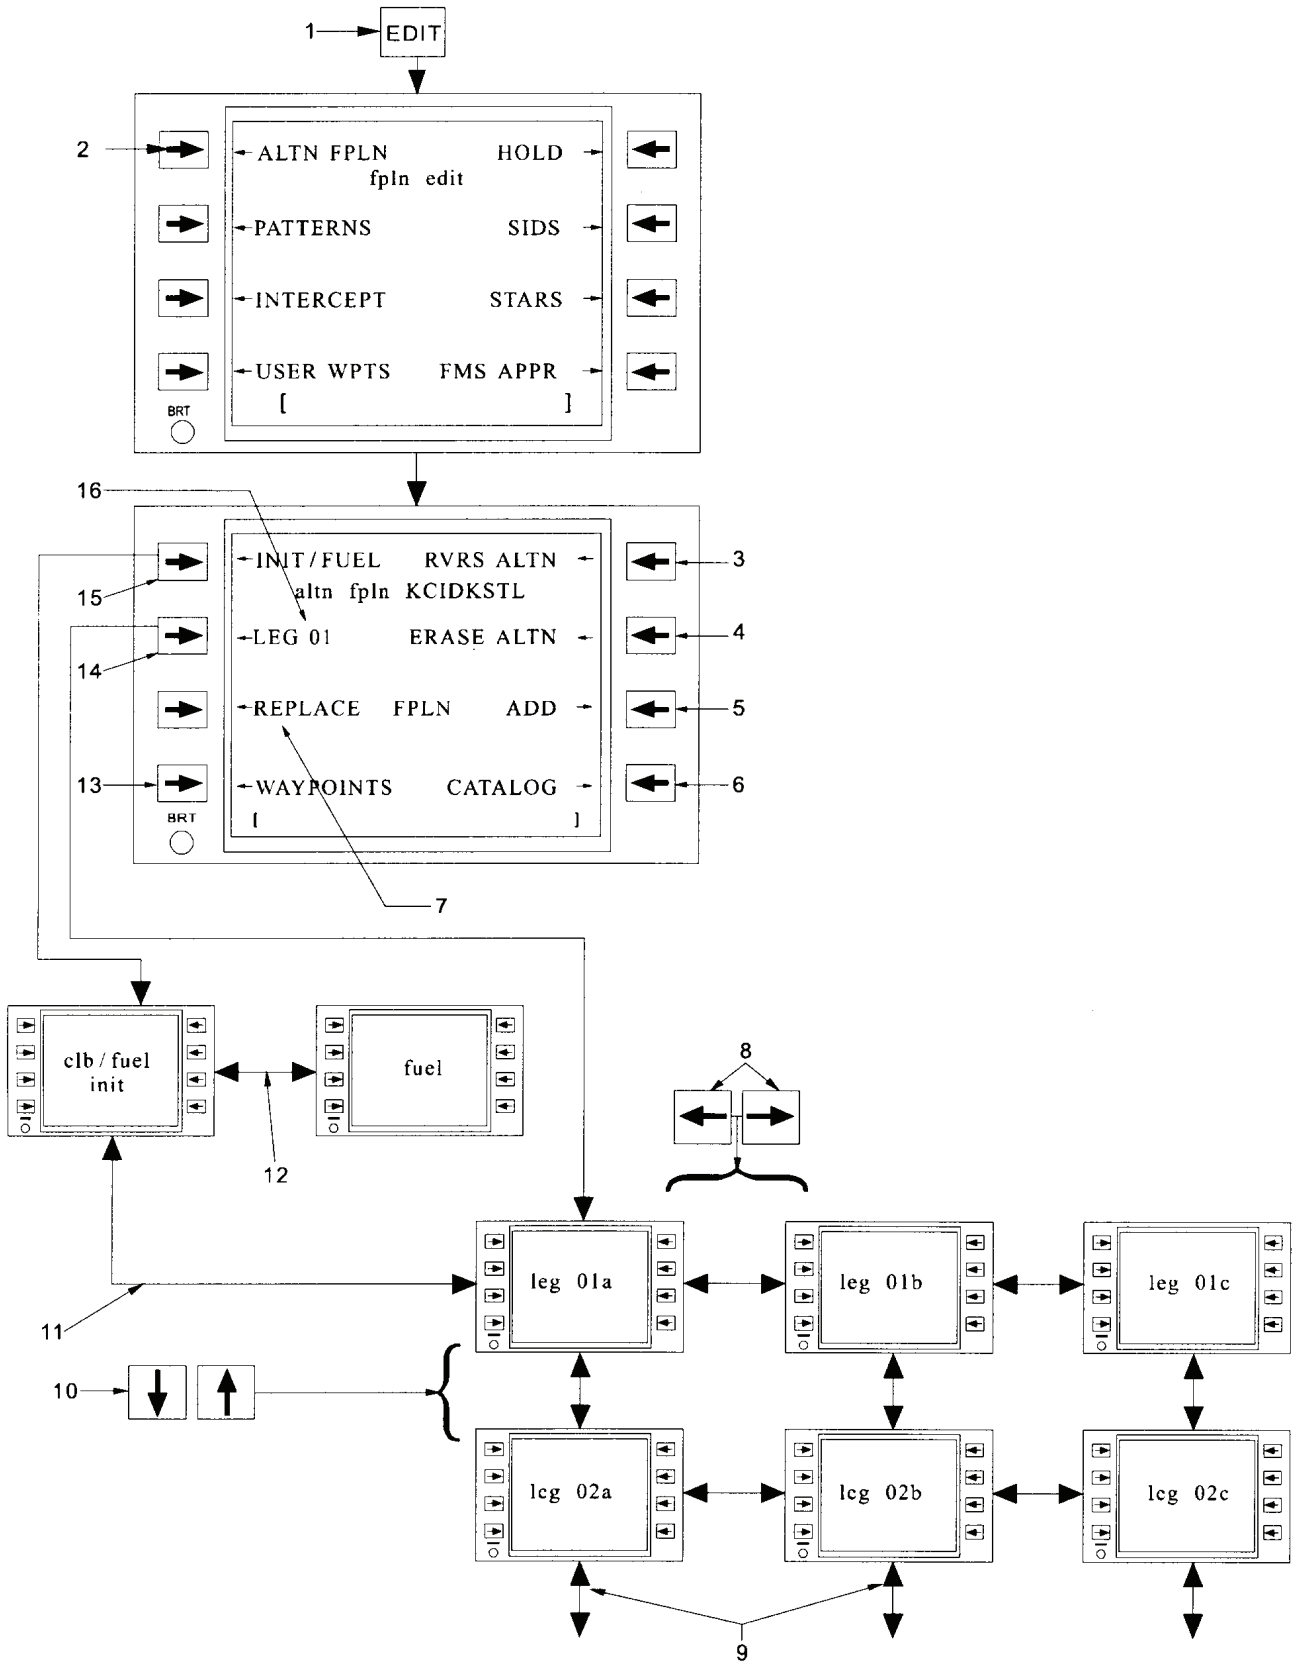 1 EDIT
2 ALTN FPLN HOLD
fpln edit
PATTERNS SIDS
INTERCEPT STARS
USER WPTS FMS APPR
[ ]
BRT
16
INIT/FUEL RVRS ALTN 3
altn fpln KCIDKSTL
15
LEG 01 ERASE ALTN 4
14
REPLACE FPLN ADD 5
13 WAYPOINTS CATALOG 6
[ ]
BRT
7
clb/fuel
init
fuel
8
12
leg 01a leg 01b leg 01c
11
10
leg 02a leg 02b leg 02c
9